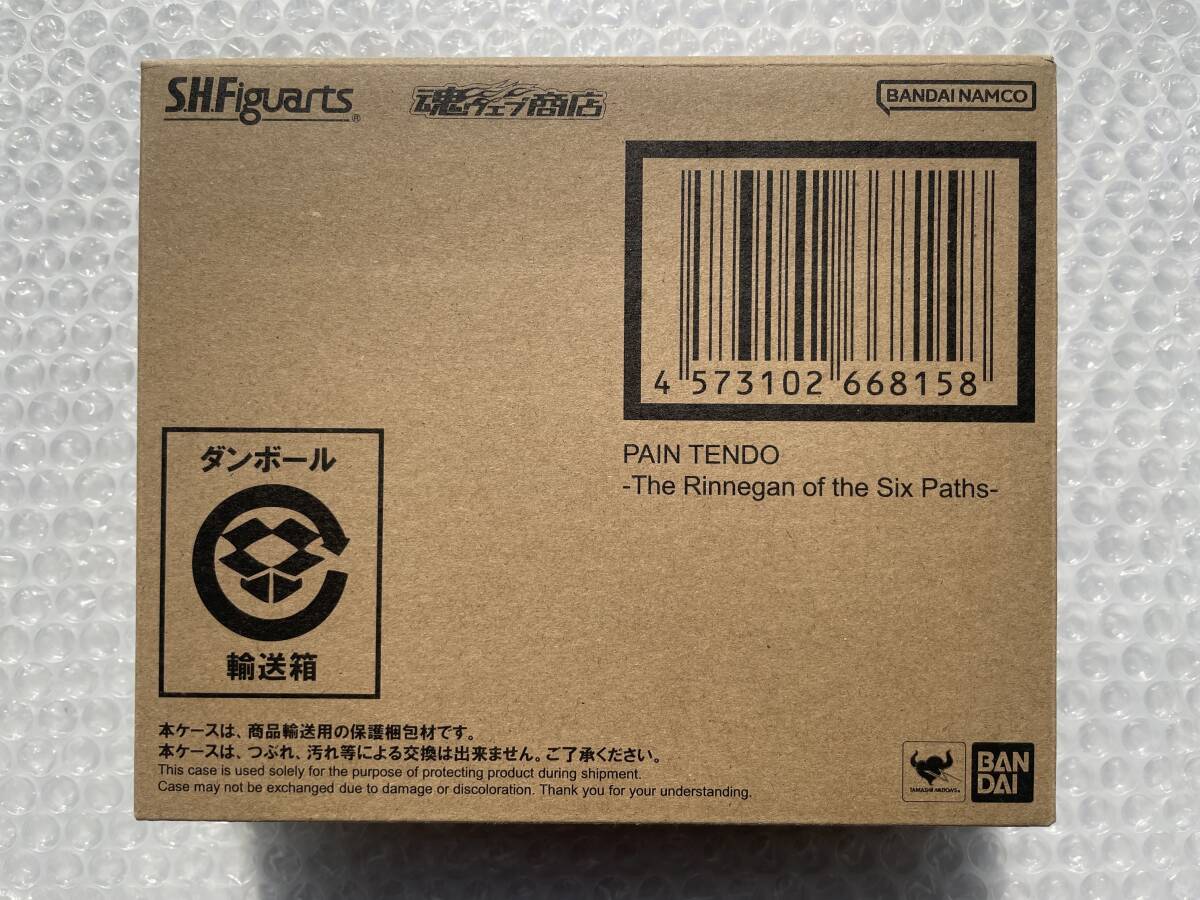 S.H.Figuarts®
魂ウェブ商店
BANDAI NAMCO
4 573102 668158
PAIN TENDO
-The Rinnegan of the Six Paths-
ダンボール
輸送箱
本ケースは、商品輸送用の保護梱包材です。
本ケースは、つぶれ、汚れ等による交換は出来ません。ご了承ください。
This case is used solely for the purpose of protecting product during shipment.
Case may not be exchanged due to damage or discoloration. Thank you for your understanding.
TAMASHII NATIONS®
BAN
DAI